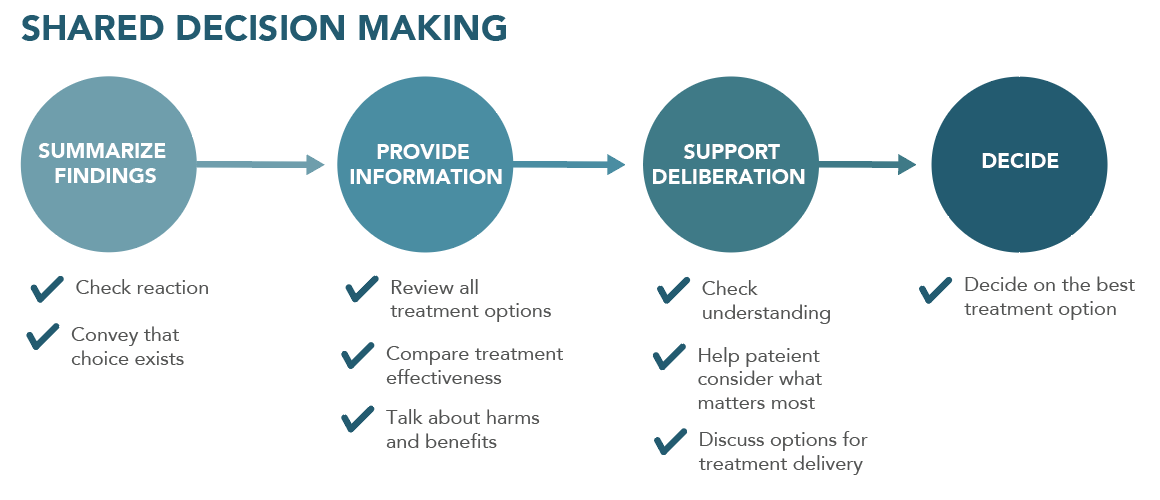 SHARED DECISION MAKING
SUMMARIZE
FINDINGS
Check reaction
Convey that
choice exists
PROVIDE
INFORMATION
Review all
treatment options
Compare treatment
effectiveness
Talk about harms
and benefits
SUPPORT
DELIBERATION
Check
understanding
Help pateient
consider what
matters most
Discuss options for
treatment delivery
DECIDE
Decide on the best
treatment option